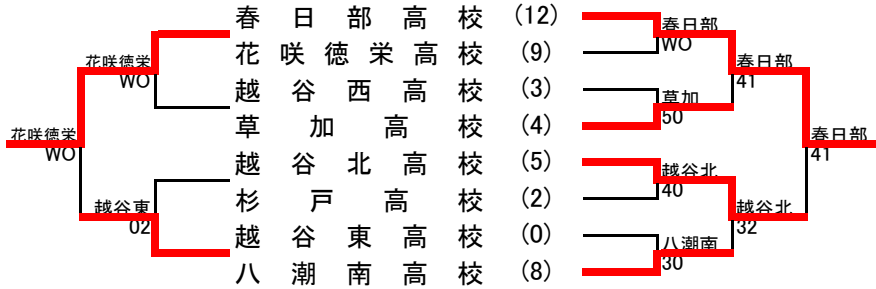 春日部高校 (12)
花咲徳栄高校 (9)
越谷西高校 (3)
草加高校 (4)
越谷北高校 (5)
杉戸高校 (2)
越谷東高校 (0)
八潮南高校 (8)
花咲徳栄
WO
花咲徳栄
WO
越谷東
02
春日部
WO
草加
50
越谷北
40
八潮南
30
春日部
41
越谷北
32
春日部
41